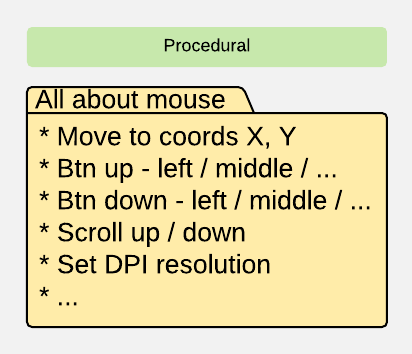 Procedural
All about mouse
* Move to coords X, Y
* Btn up - left / middle / ...
* Btn down - left / middle / ...
* Scroll up / down
* Set DPI resolution
* ...